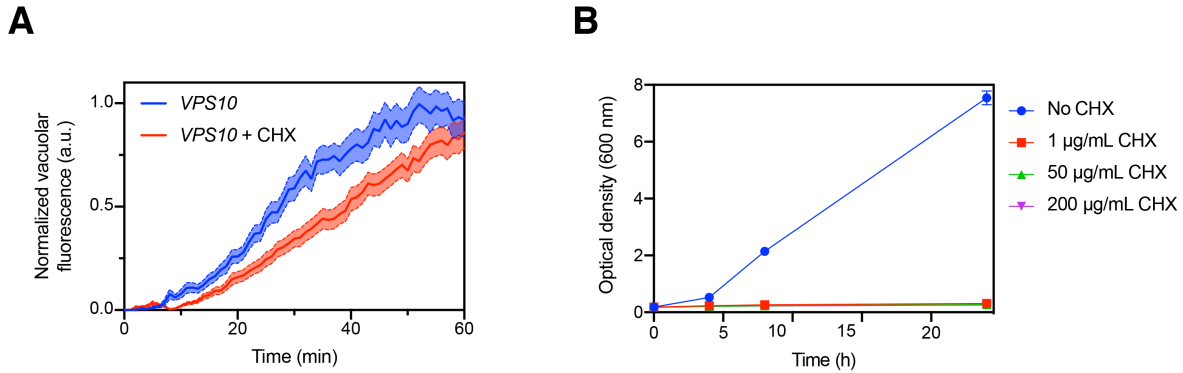 A
Normalized vacuolar
fluorescence (a.u.)
1.0
0.5
0.0
VPS10
VPS10 + CHX
0
20
40
60
Time (min)
B
Optical density (600 nm)
8
6
4
2
0
0
5
10
15
20
Time (h)
No CHX
1 µg/mL CHX
50 µg/mL CHX
200 µg/mL CHX